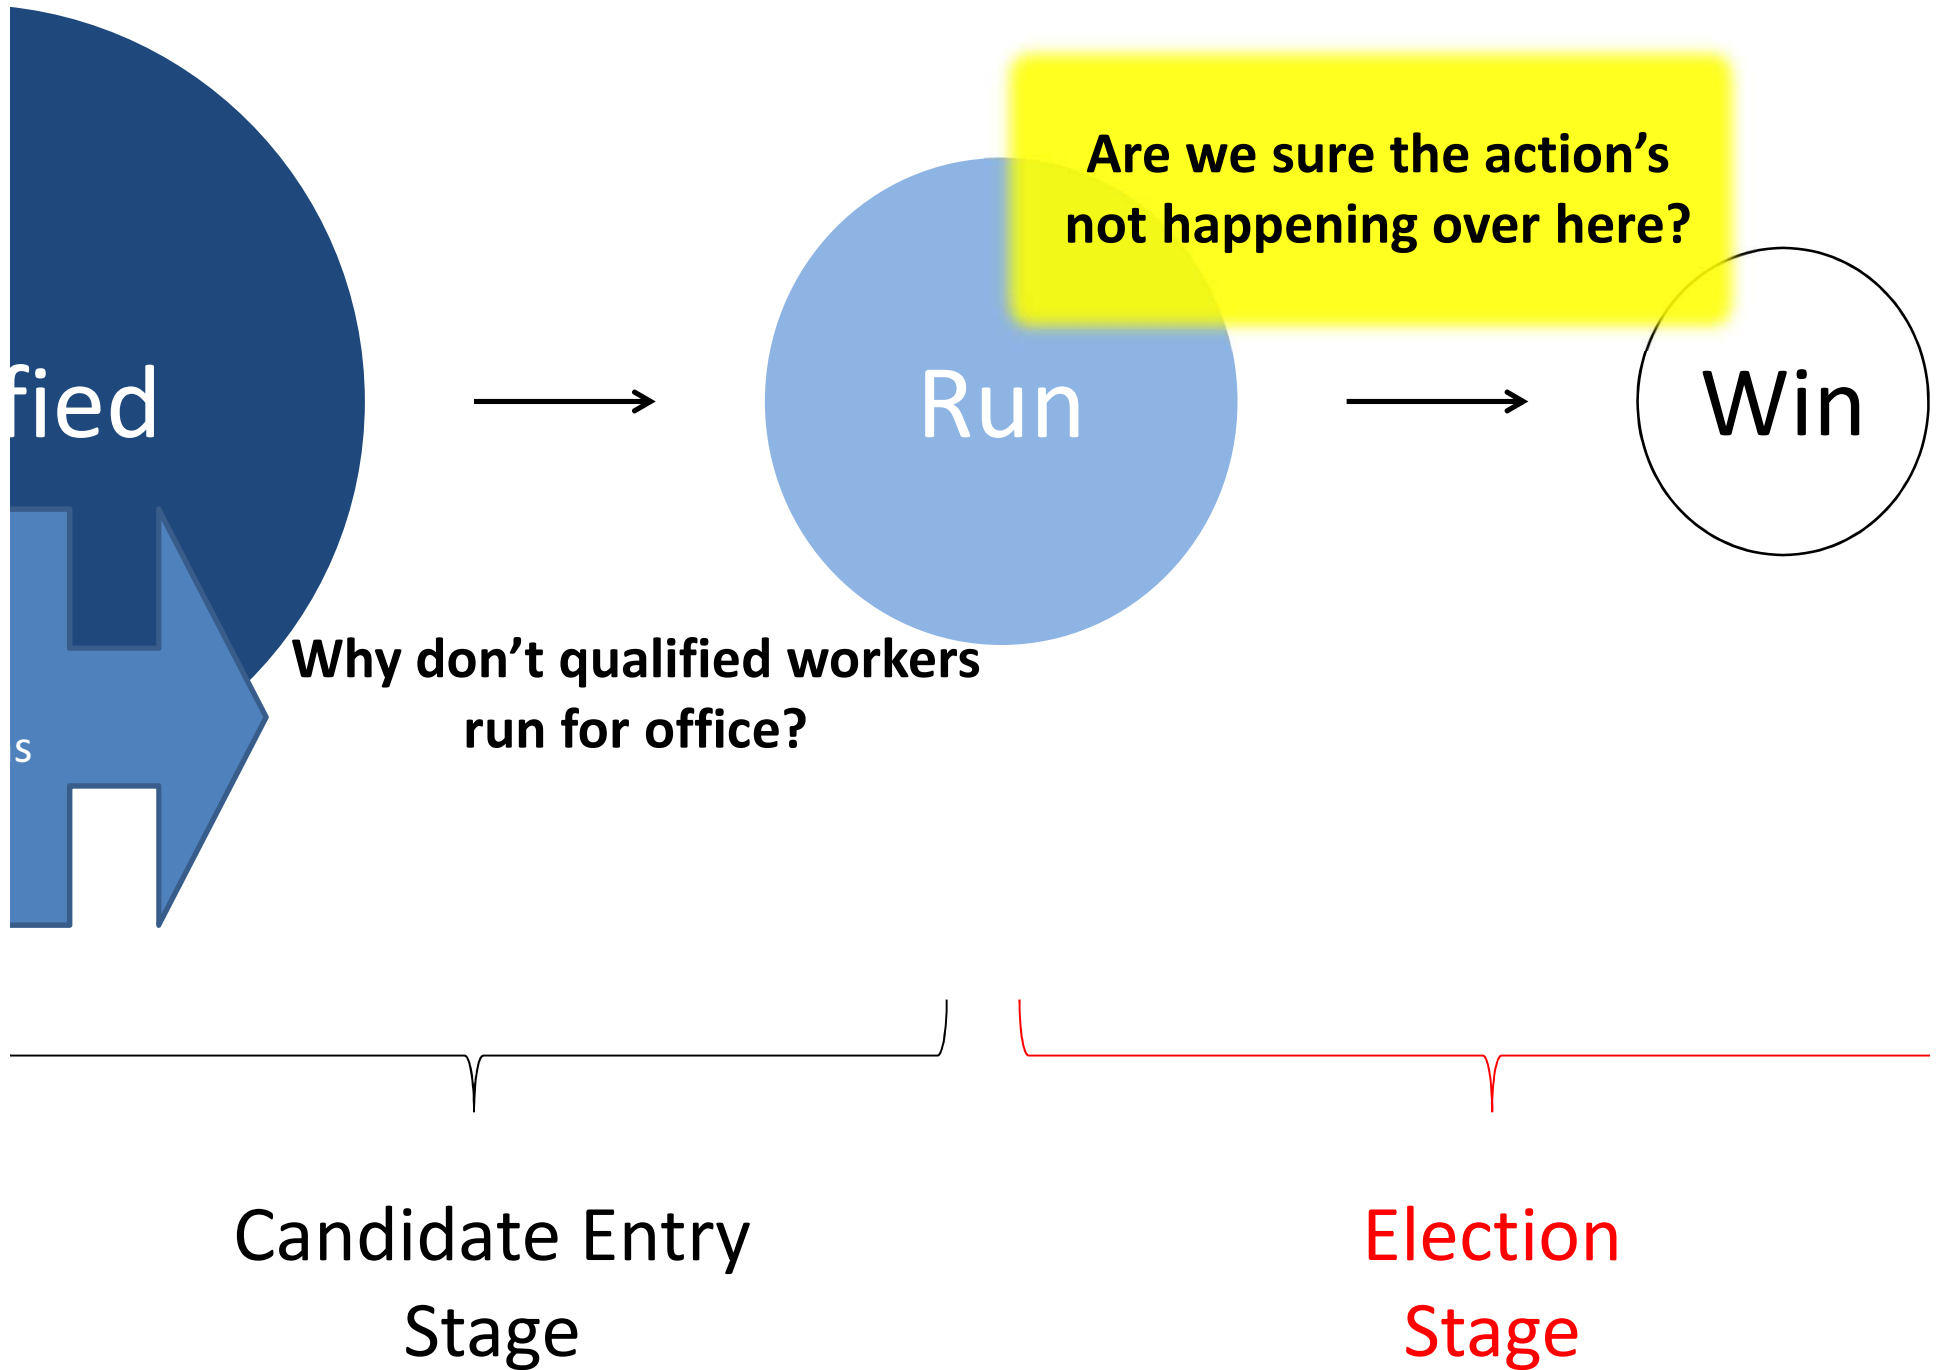 Are we sure the action’s
not happening over here?
fied
Run
Win
Why don’t qualified workers
run for office?
s
Candidate Entry
Stage
Election
Stage